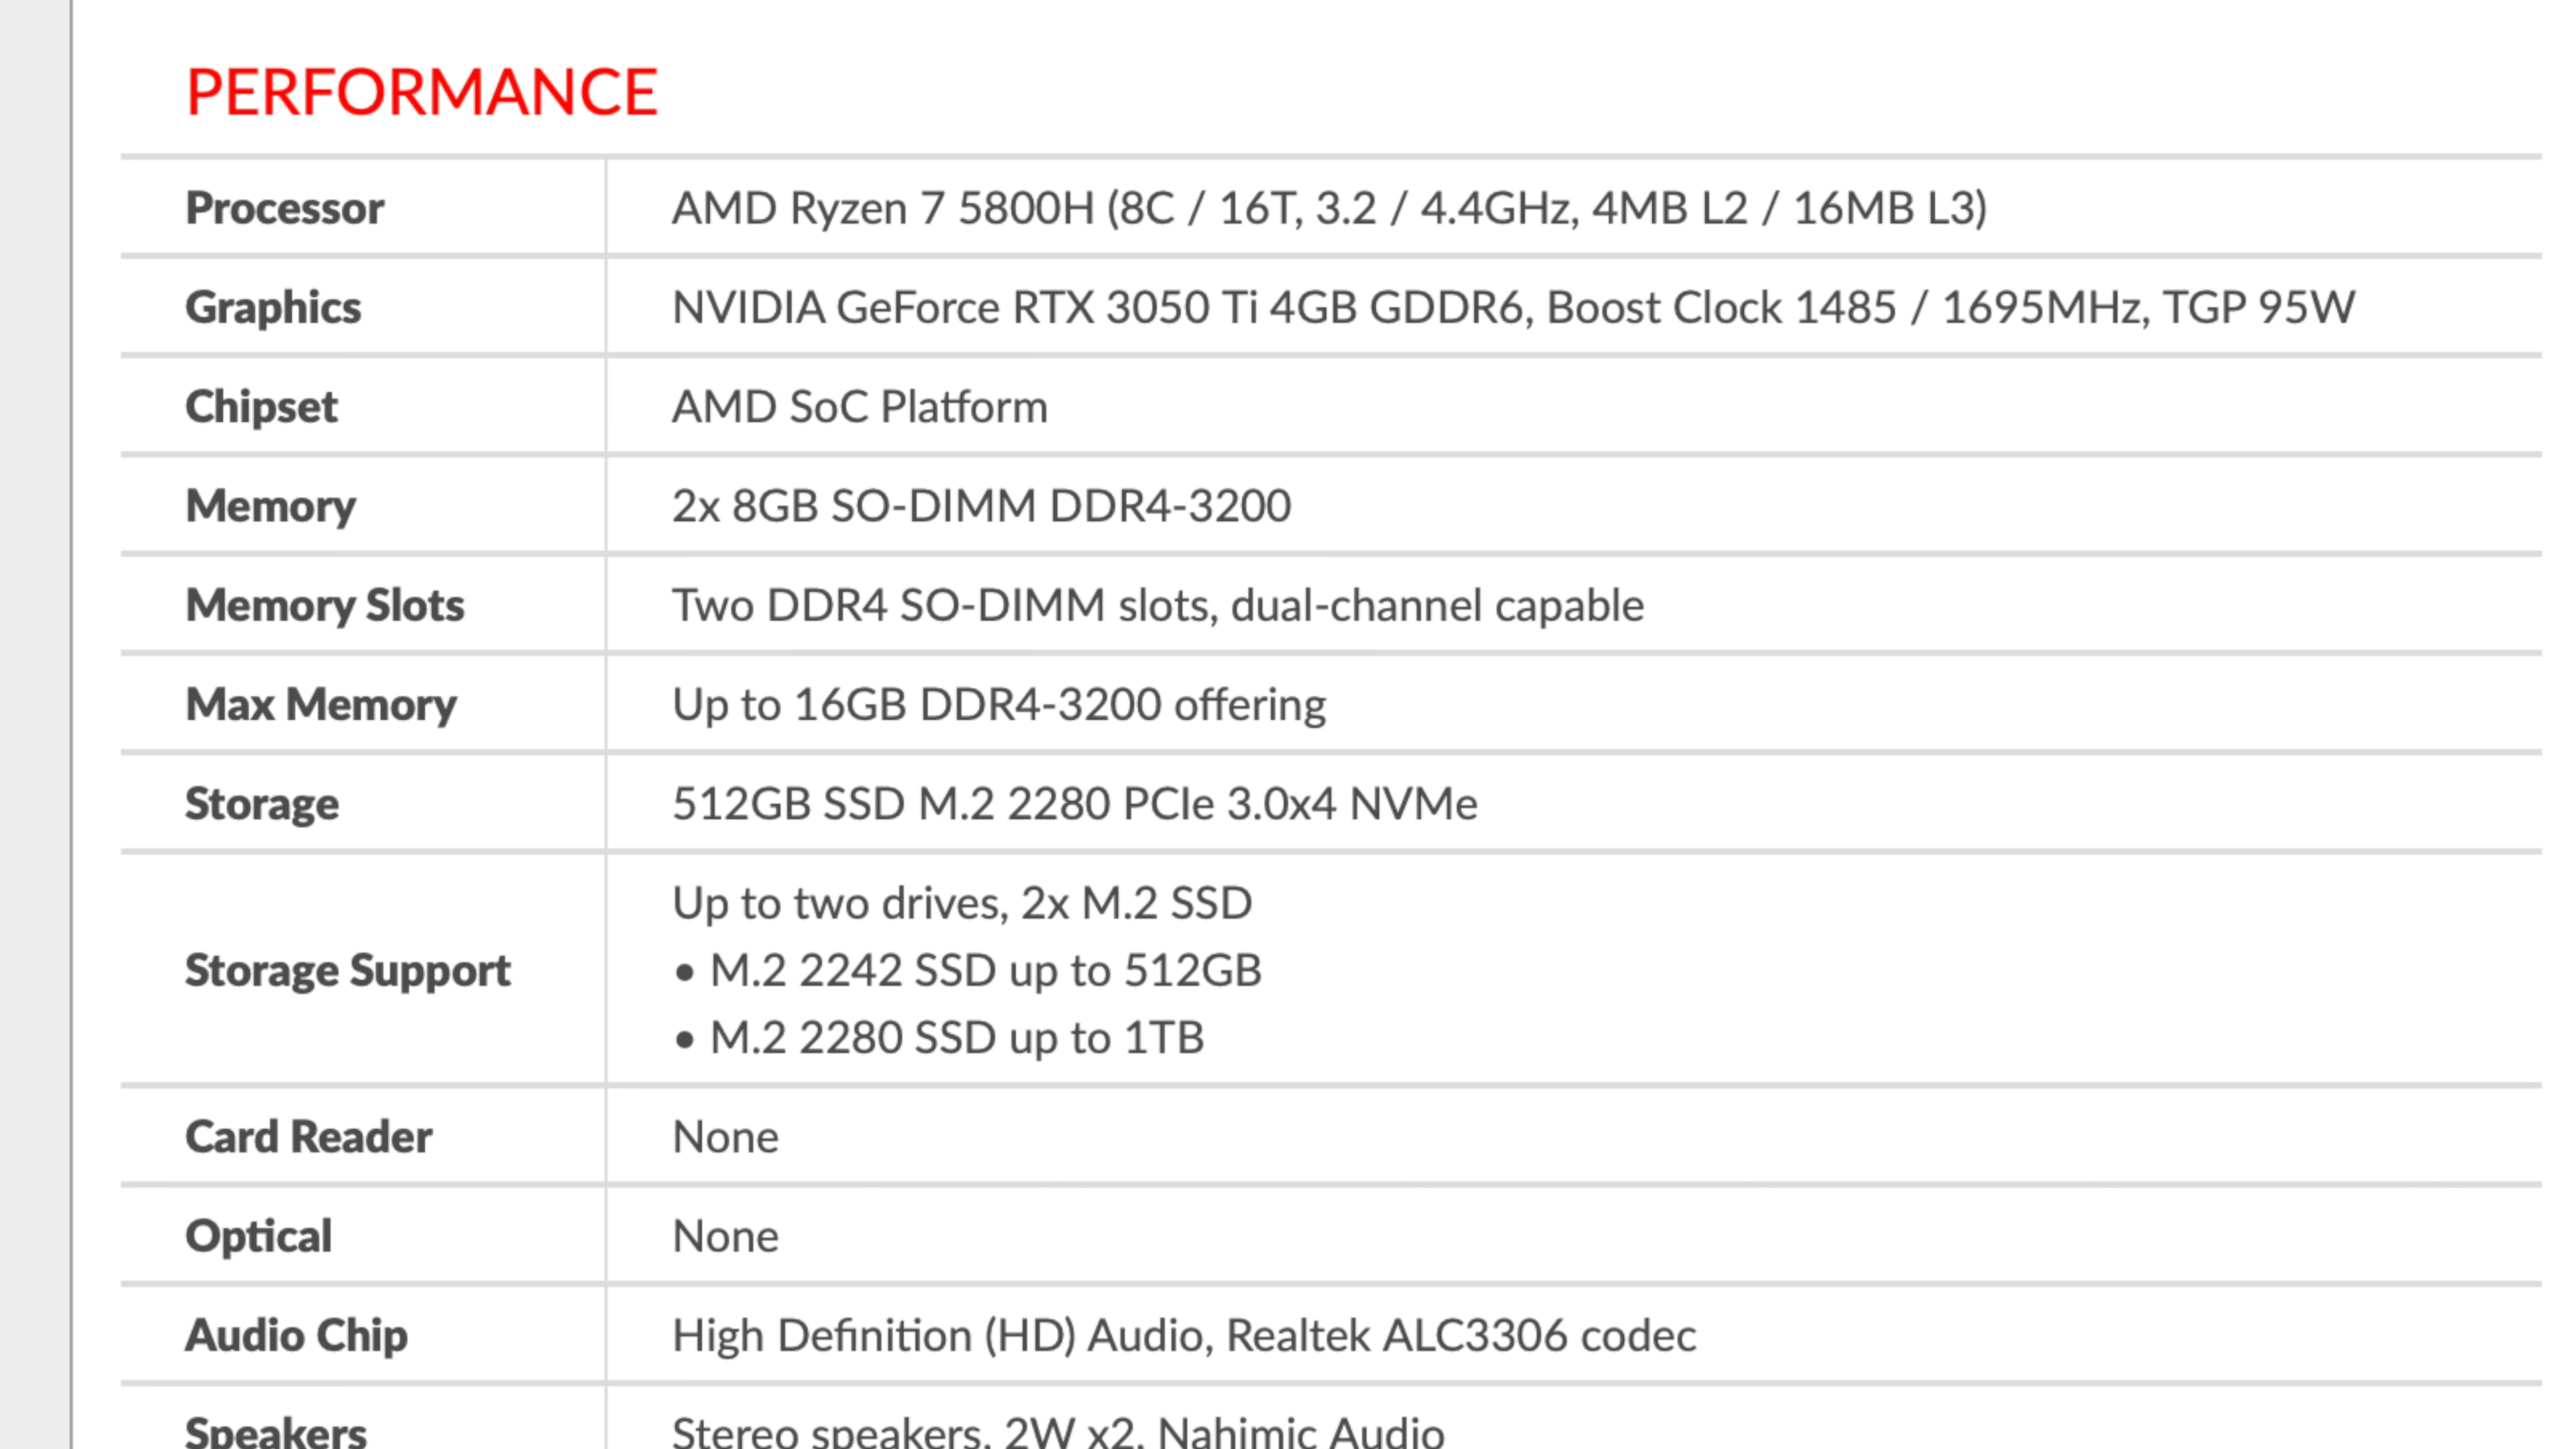 PERFORMANCE
Processor AMD Ryzen 7 5800H (8C / 16T, 3.2 / 4.4GHz, 4MB L2 / 16MB L3)
Graphics NVIDIA GeForce RTX 3050 Ti 4GB GDDR6, Boost Clock 1485 / 1695MHz, TGP 95W
Chipset AMD SoC Platform
Memory 2x 8GB SO-DIMM DDR4-3200
Memory Slots Two DDR4 SO-DIMM slots, dual-channel capable
Max Memory Up to 16GB DDR4-3200 offering
Storage 512GB SSD M.2 2280 PCIe 3.0x4 NVMe
Storage Support Up to two drives, 2x M.2 SSD
• M.2 2242 SSD up to 512GB
• M.2 2280 SSD up to 1TB
Card Reader None
Optical None
Audio Chip High Definition (HD) Audio, Realtek ALC3306 codec
Speakers Stereo speakers, 2W x2, Nahimic Audio